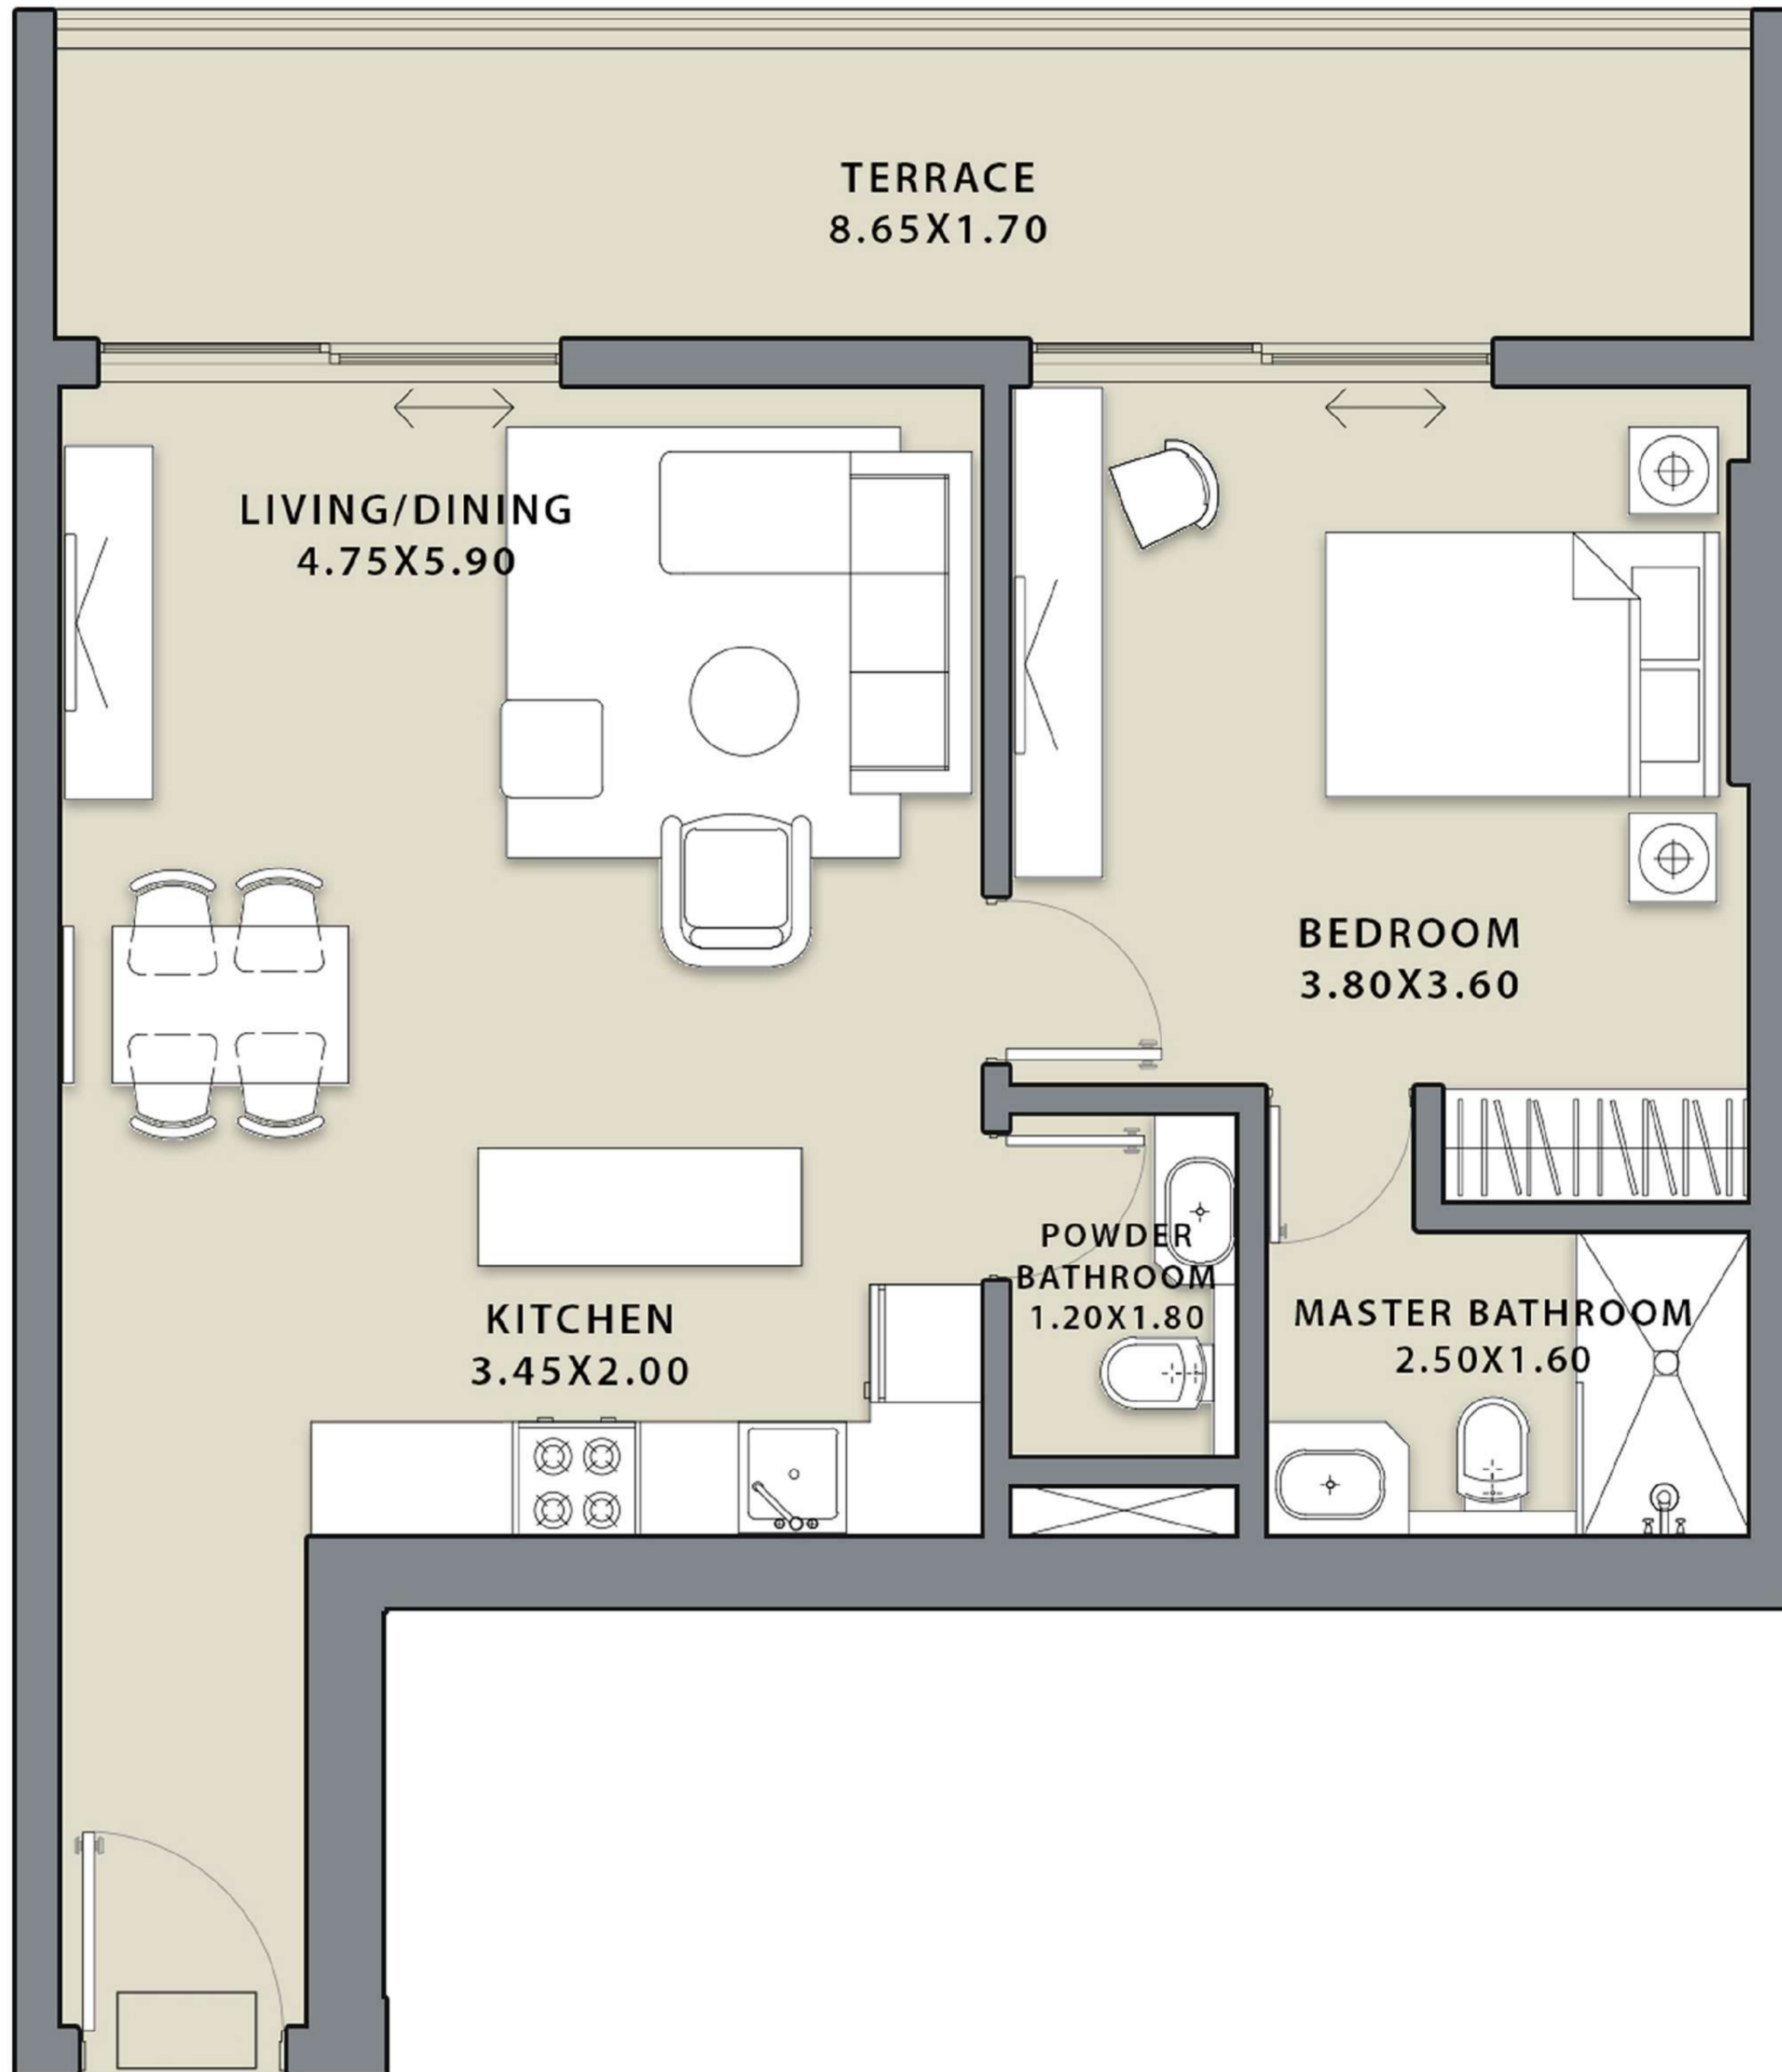 TERRACE
8.65X1.70
LIVING/DINING
4.75X5.90
BEDROOM
3.80X3.60
POWDER
BATHROOM
1.20X1.80
KITCHEN
3.45X2.00
MASTER BATHROOM
2.50X1.60